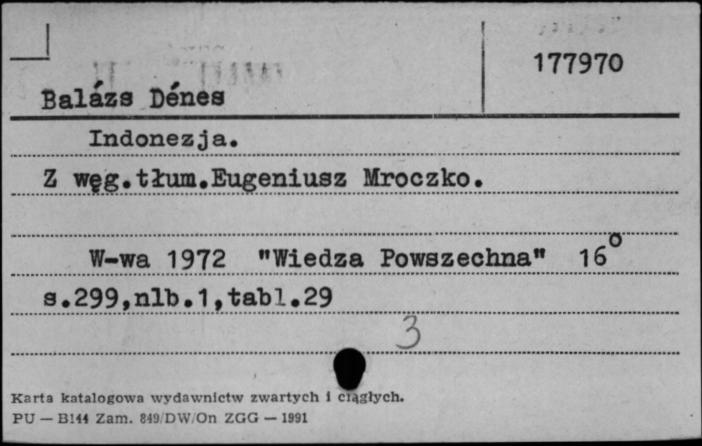 177970
Balázs Dénes
Indonezja.
Z węg.tłum.Eugeniusz Mroczko.
W-wa 1972 "Wiedza Powszechna" 16°
s.299,nlb.1,tabl.29
3
Karta katalogowa wydawnictw zwartych i ciągłych.
PU — B144 Zam. 849/DW/On ZGG — 1991